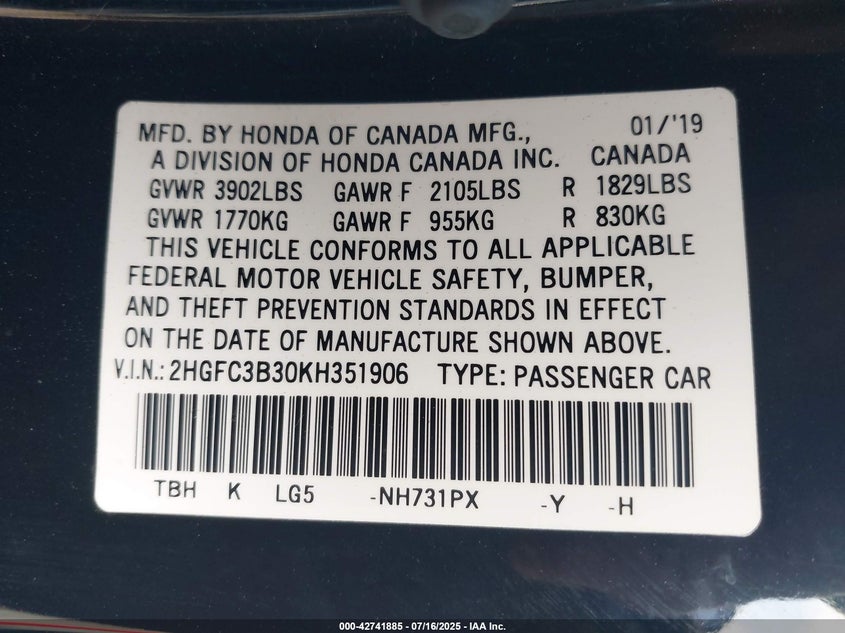 MFD. BY HONDA OF CANADA MFG., 01/'19
A DIVISION OF HONDA CANADA INC. CANADA
GVWR 3902LBS GAWR F 2105LBS R 1829LBS
GVWR 1770KG GAWR F 955KG R 830KG
THIS VEHICLE CONFORMS TO ALL APPLICABLE
FEDERAL MOTOR VEHICLE SAFETY, BUMPER,
AND THEFT PREVENTION STANDARDS IN EFFECT
ON THE DATE OF MANUFACTURE SHOWN ABOVE.
V.I.N.: 2HGFC3B30KH351906 TYPE: PASSENGER CAR
TBH K LG5 -NH731PX -Y -H
000-42741885 - 07/16/2025 - IAA Inc.